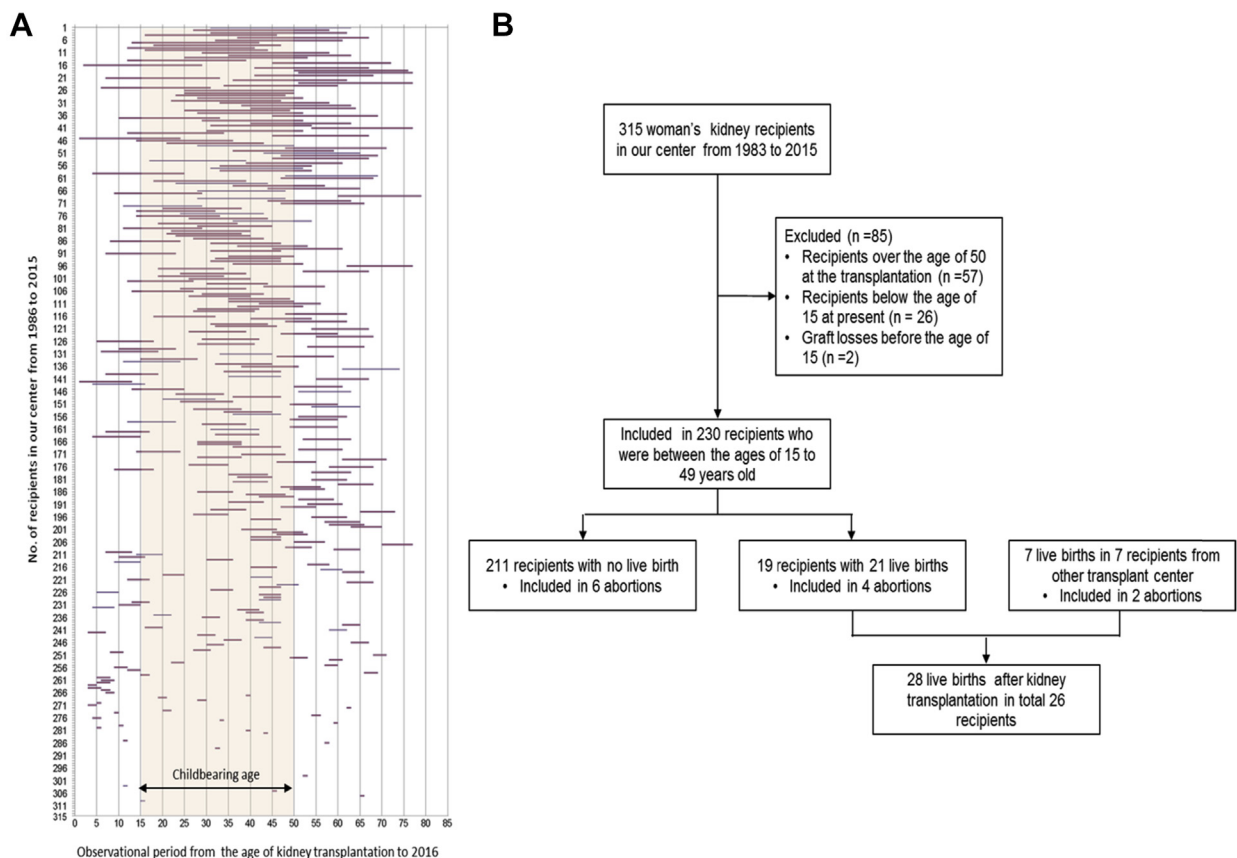 A
B
No. of recipients in our center from 1986 to 2015
1
6
11
16
21
26
31
36
41
46
51
56
61
66
71
76
81
86
91
96
101
106
111
116
121
126
131
136
141
146
151
156
161
166
171
176
181
186
191
196
201
206
211
216
221
226
231
236
241
246
251
256
261
266
271
276
281
286
291
296
301
306
311
315
Childbearing age
0 5 10 15 20 25 30 35 40 45 50 55 60 65 70 75 80 85
Observational period from the age of kidney transplantation to 2016
315 woman's kidney recipients
in our center from 1983 to 2015
Excluded (n =85)
• Recipients over the age of 50
at the transplantation (n =57)
• Recipients below the age of
15 at present (n = 26)
• Graft losses before the age of
15 (n =2)
Included in 230 recipients who
were between the ages of 15 to
49 years old
211 recipients with no live birth
• Included in 6 abortions
19 recipients with 21 live births
• Included in 4 abortions
7 live births in 7 recipients from
other transplant center
• Included in 2 abortions
28 live births after kidney
transplantation in total 26
recipients